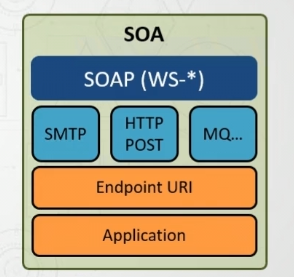 SOA
SOAP (WS-*)
SMTP
HTTP
POST
MQ...
Endpoint URI
Application